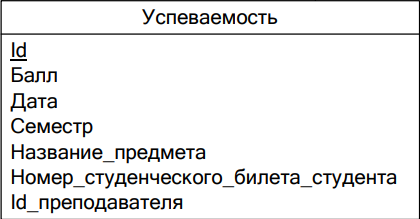 Успеваемость
Id
Балл
Дата
Семестр
Название_предмета
Номер_студенческого_билета_студента
Id_преподавателя